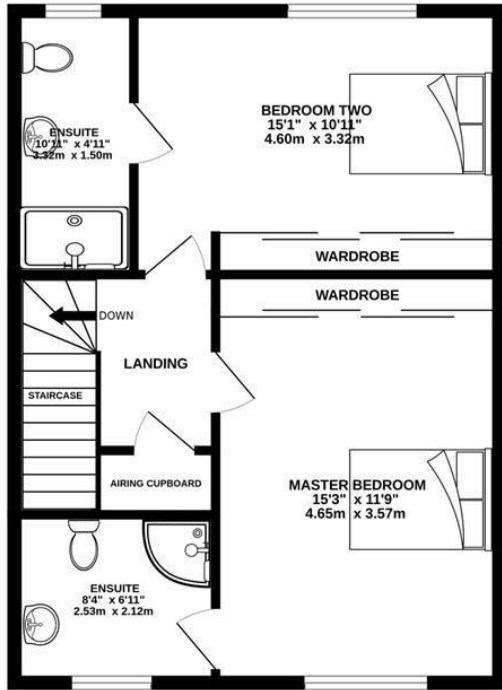 BEDROOM TWO
15'1" x 10'11"
4.60m x 3.32m
ENSUITE
10'11" x 4'11"
3.32m x 1.50m
WARDROBE
WARDROBE
DOWN
LANDING
STAIRCASE
AIRING CUPBOARD
MASTER BEDROOM
15'3" x 11'9"
4.65m x 3.57m
ENSUITE
8'4" x 6'11"
2.53m x 2.12m